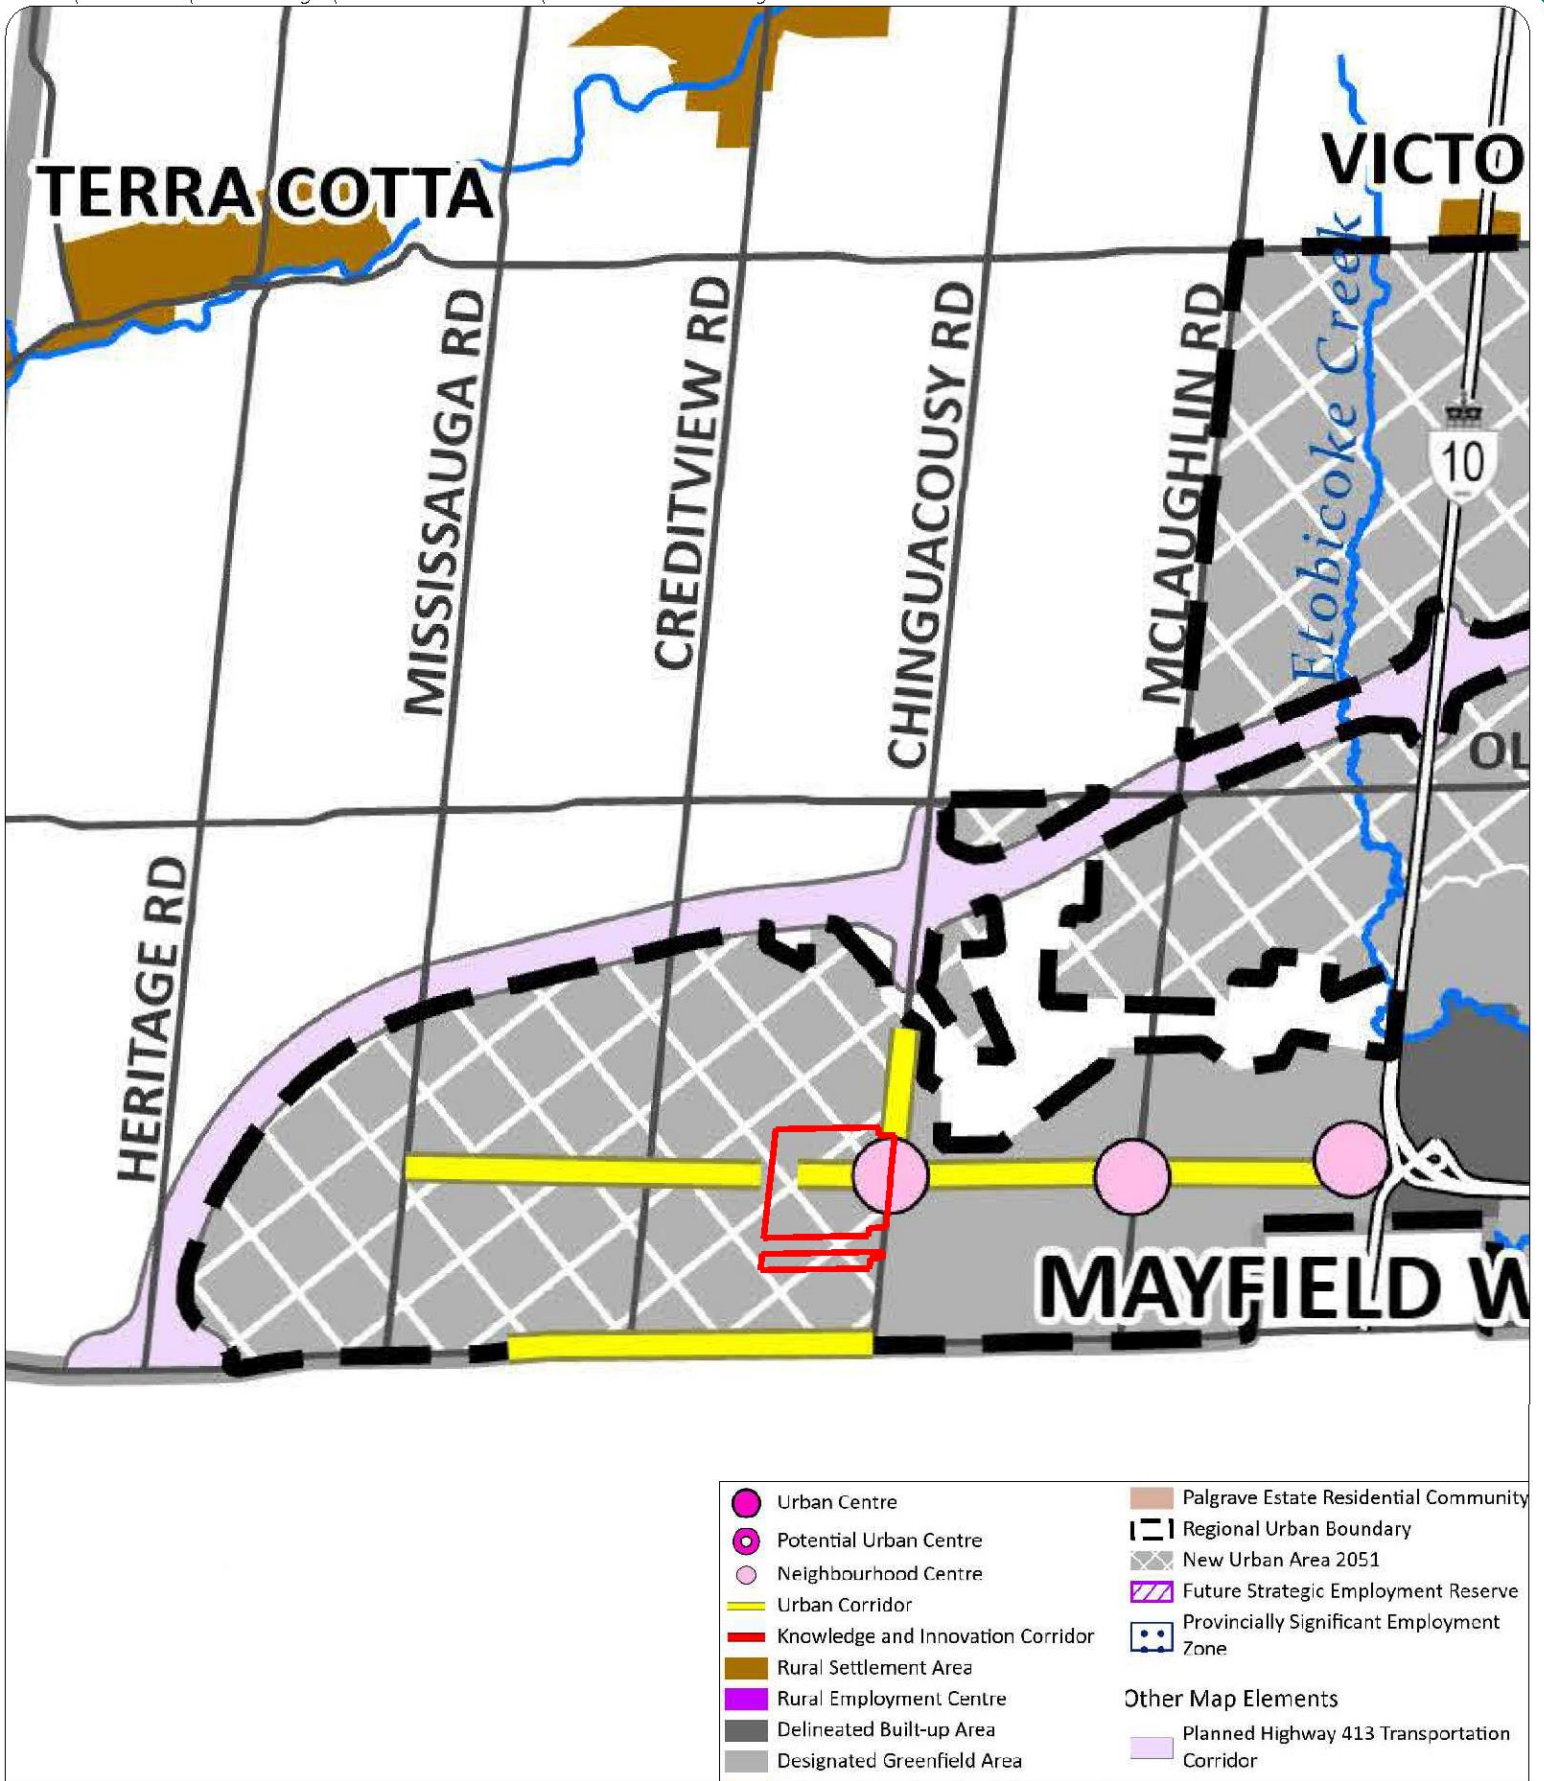 TERRA COTTA
VICTO
MISSISSAUGA RD
CREDITVIEW RD
CHINGUACOUSY RD
MCLAUGHLIN RD
Etobicoke Creek
10
OL
HERITAGE RD
MAYFIELD W
Urban Centre
Potential Urban Centre
Neighbourhood Centre
Urban Corridor
Knowledge and Innovation Corridor
Rural Settlement Area
Rural Employment Centre
Delineated Built-up Area
Designated Greenfield Area
Palgrave Estate Residential Community
Regional Urban Boundary
New Urban Area 2051
Future Strategic Employment Reserve
Provincially Significant Employment
Zone
Other Map Elements
Planned Highway 413 Transportation
Corridor